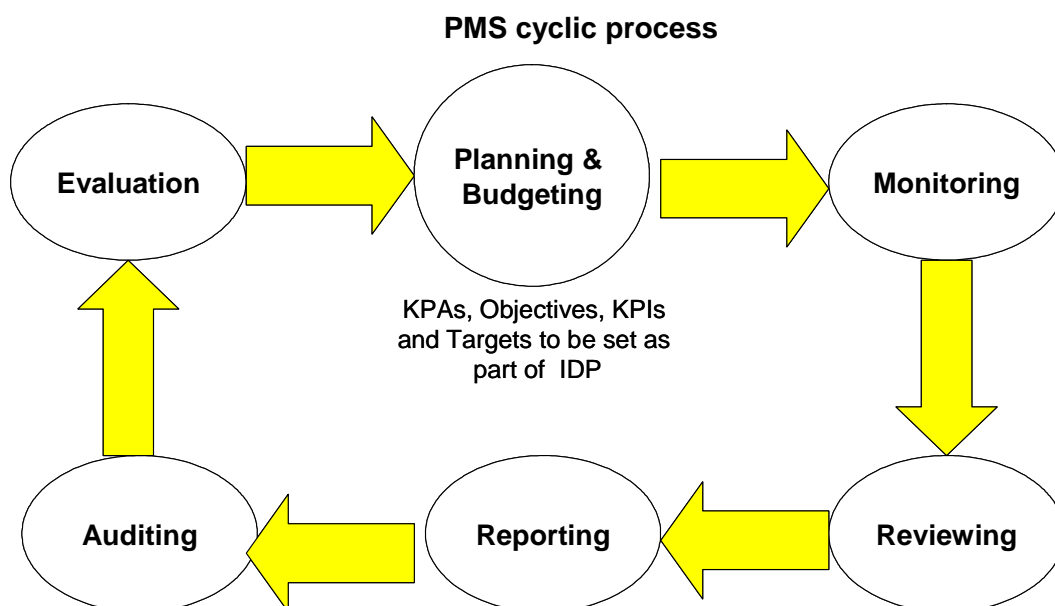 PMS cyclic process
Evaluation
Planning &
Budgeting
Monitoring
KPAs, Objectives, KPIs
and Targets to be set as
part of IDP
Auditing
Reporting
Reviewing